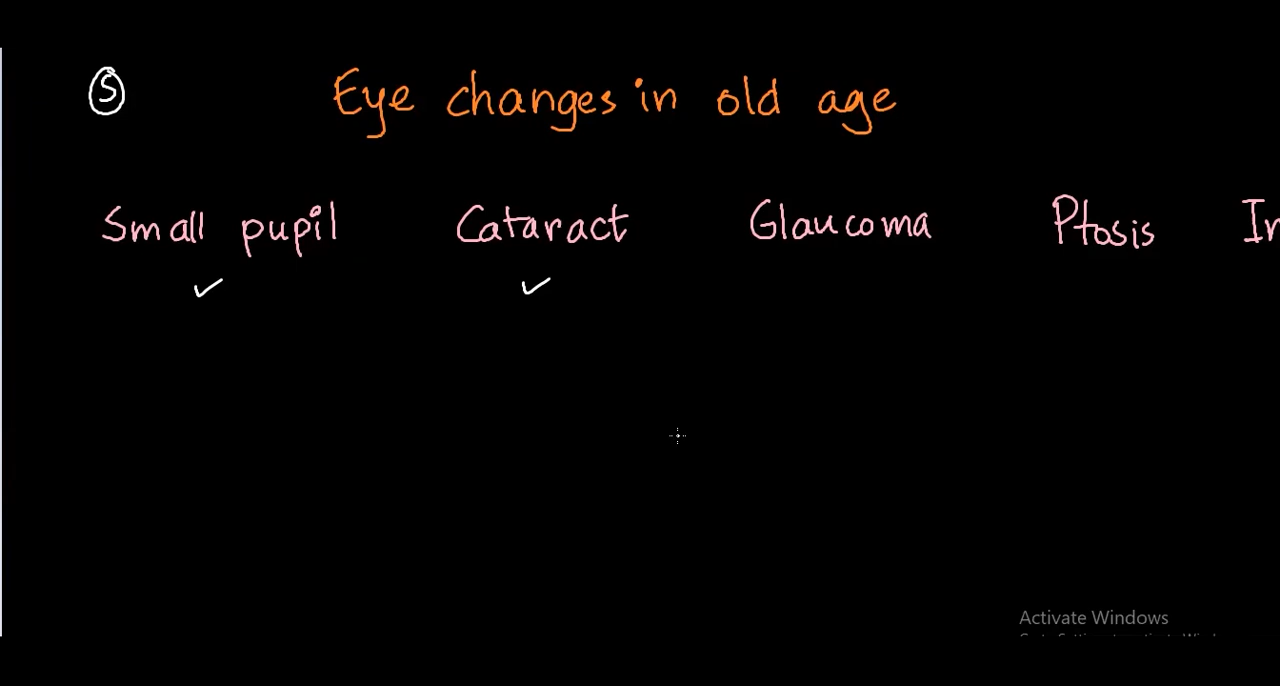 5 Eye changes in old age
Small pupil Cataract Glaucoma Ptosis
Activate Windows